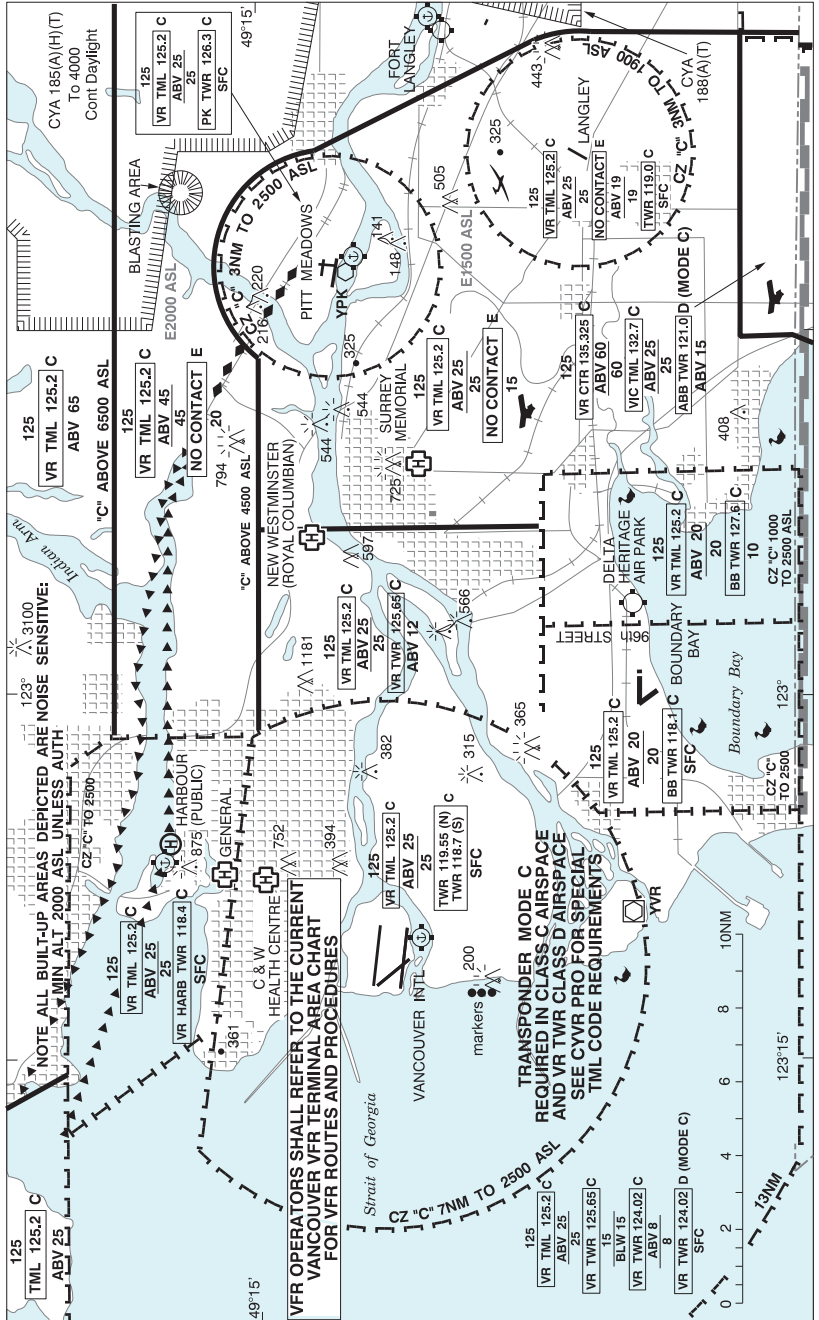 125
TML 125.2 C
ABV 25
NOTE ALL BUILT-UP AREAS DEPICTED ARE NOISE SENSITIVE:
MIN ALT 2000 ASL UNLESS AUTH
3100
123°
Indian Arm
125
VR TML 125.2 C
ABV 65
"C" ABOVE 6500 ASL
CYA 185(A)(H)(T)
To 4000
Cont Daylight
49°15'
BLASTING AREA
E2000 ASL
125
VR TML 125.2 C
ABV 25
25
PK TWR 126.3 C
SFC
125
VR TML 125.2 C
ABV 45
45
NO CONTACT E
20
794
"C" ABOVE 4500 ASL
CZ "C" TO 2500
HARBOUR
(PUBLIC)
875
GENERAL
125
VR TML 125.2 C
ABV 25
25
VR HARB TWR 118.4 C
SFC
361
C & W
HEALTH CENTRE
752
394
49°15'
VFR OPERATORS SHALL REFER TO THE CURRENT
VANCOUVER VFR TERMINAL AREA CHART
FOR VFR ROUTES AND PROCEDURES
NEW WESTMINSTER
(ROYAL COLUMBIAN)
1181
597
125
VR TML 125.2 C
ABV 25
25
VR TWR 125.65 C
ABV 12
566
382
315
365
CZ "C" 3NM TO 2500 ASL
216
220
PITT MEADOWS
YPK
141
148
325
544
544
SURREY
MEMORIAL
725
125
VR TML 125.2 C
ABV 25
25
NO CONTACT E
15
FORT
LANGLEY
505
E1500 ASL
443
CYA
188(A)(T)
CZ "C" 3NM TO 1900 ASL
325
LANGLEY
125
VR TML 125.2 C
ABV 25
25
NO CONTACT E
ABV 19
19
TWR 119.0 C
SFC
125
VR CTR 135.325 C
ABV 60
60
VIC TML 132.7 C
ABV 25
25
ABB TWR 121.0 D (MODE C)
ABV 15
408
125
VR TML 125.2 C
ABV 25
25
TWR 119.55 (N)
TWR 118.7 (S) C
SFC
VANCOUVER INTL
markers
200
Strait of Georgia
TRANSPONDER MODE C
REQUIRED IN CLASS C AIRSPACE
AND VR TWR CLASS D AIRSPACE
SEE CYVR PRO FOR SPECIAL
TML CODE REQUIREMENTS
CZ "C" 7NM TO 2500 ASL
YVR
125
VR TML 125.2 C
ABV 25
25
VR TWR 125.65 C
15
BLW 15
VR TWR 124.02 C
ABV 8
8
VR TWR 124.02 D (MODE C)
SFC
DELTA
HERITAGE
AIR PARK
96th STREET
BOUNDARY
BAY
125
VR TML 125.2 C
ABV 20
20
BB TWR 118.1 C
SFC
125
VR TML 125.2 C
ABV 20
20
BB TWR 127.6 C
10
CZ "C" 1000
TO 2500 ASL
Boundary Bay
CZ "C"
TO 2500
123°
123°15'
13NM
0 2 4 6 8 10NM